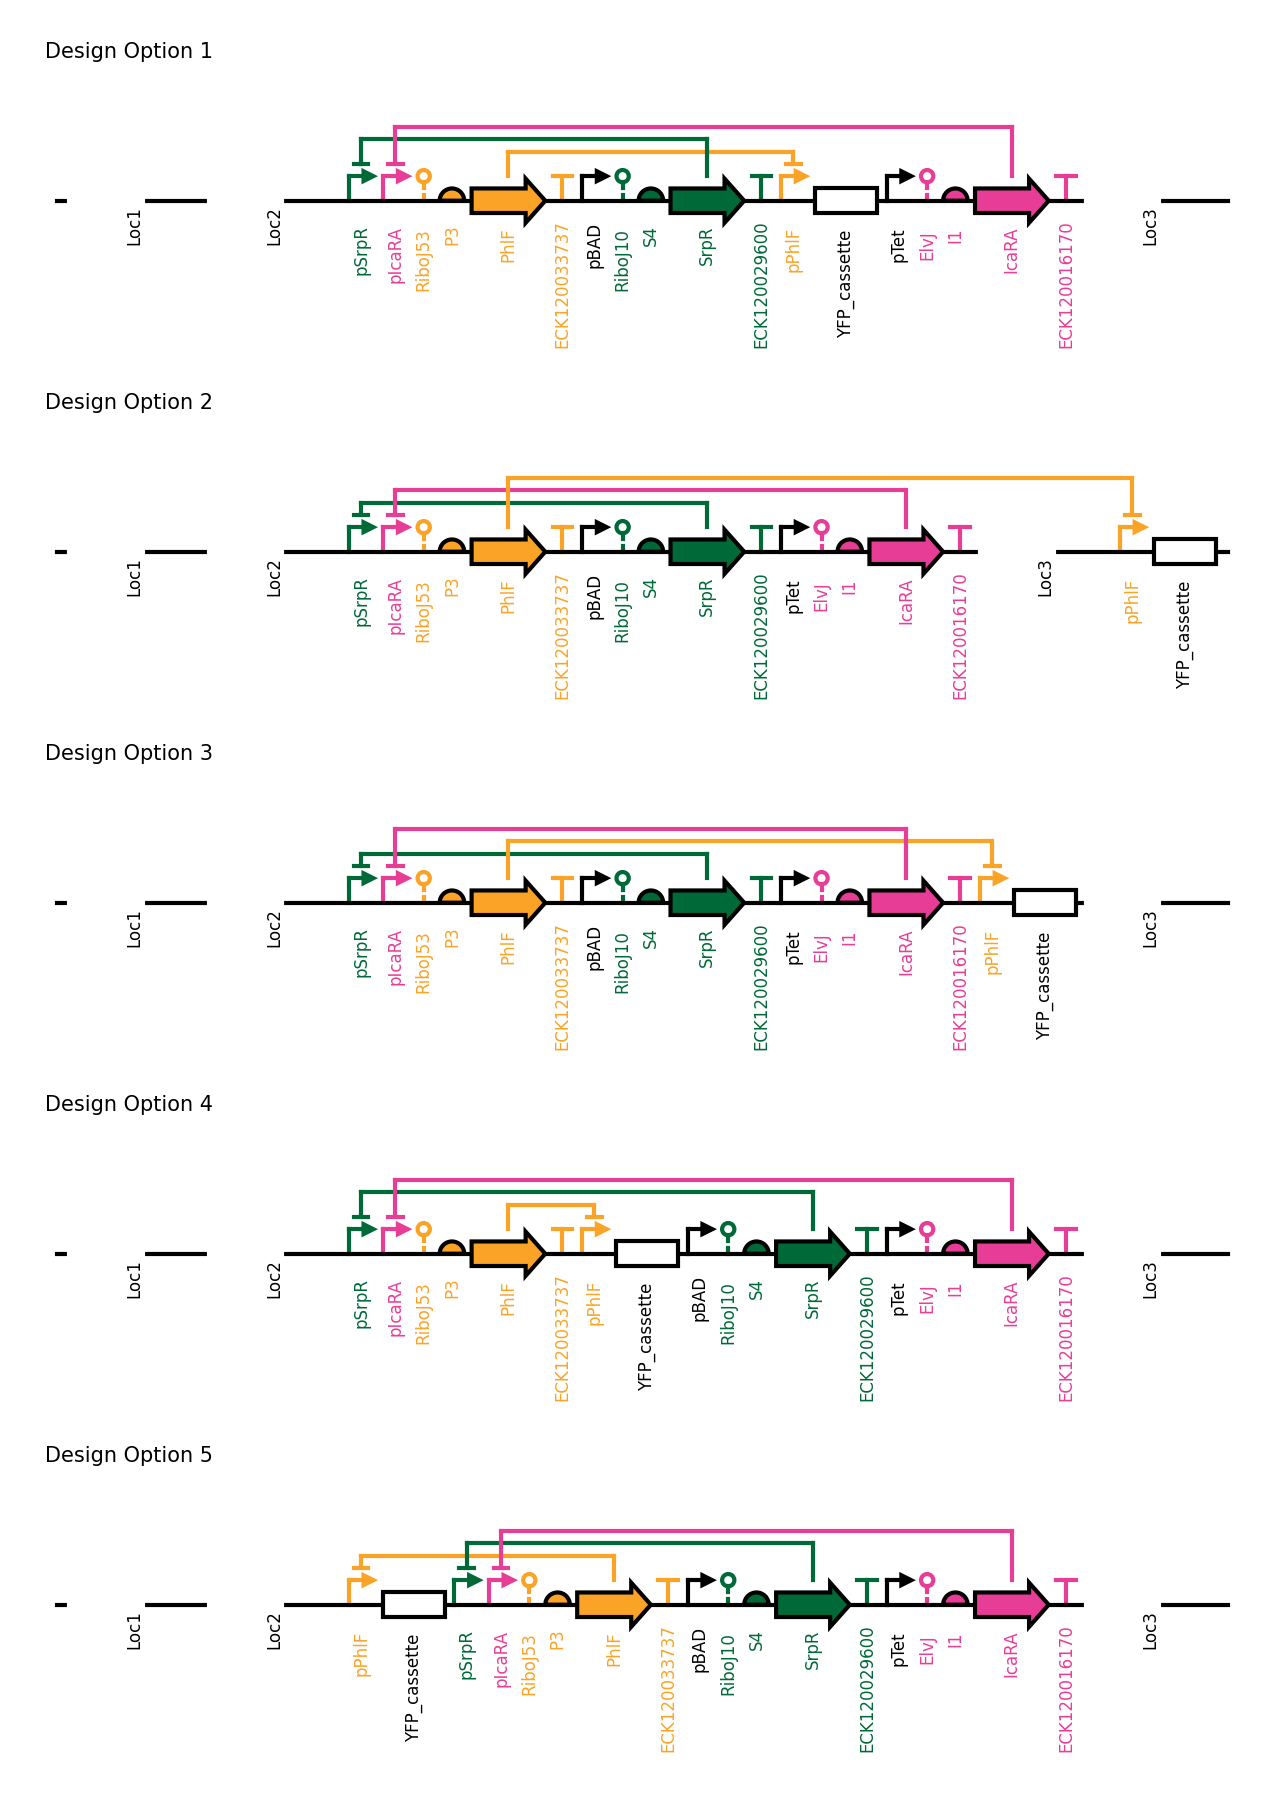 Design Option 1
Loc1
Loc2
pSrpR
pIcaRA
RiboJ53
P3
PhlF
ECK120033737
pBAD
RiboJ10
S4
SrpR
ECK120029600
pPhlF
YFP_cassette
pTet
ElvJ
I1
IcaRA
ECK120016170
Loc3
Design Option 2
Loc1
Loc2
pSrpR
pIcaRA
RiboJ53
P3
PhlF
ECK120033737
pBAD
RiboJ10
S4
SrpR
ECK120029600
pTet
ElvJ
I1
IcaRA
ECK120016170
Loc3
pPhlF
YFP_cassette
Design Option 3
Loc1
Loc2
pSrpR
pIcaRA
RiboJ53
P3
PhlF
ECK120033737
pBAD
RiboJ10
S4
SrpR
ECK120029600
pTet
ElvJ
I1
IcaRA
ECK120016170
pPhlF
YFP_cassette
Loc3
Design Option 4
Loc1
Loc2
pSrpR
pIcaRA
RiboJ53
P3
PhlF
ECK120033737
pPhlF
YFP_cassette
pBAD
RiboJ10
S4
SrpR
ECK120029600
pTet
ElvJ
I1
IcaRA
ECK120016170
Loc3
Design Option 5
Loc1
Loc2
pPhlF
YFP_cassette
pSrpR
pIcaRA
RiboJ53
P3
PhlF
ECK120033737
pBAD
RiboJ10
S4
SrpR
ECK120029600
pTet
ElvJ
I1
IcaRA
ECK120016170
Loc3